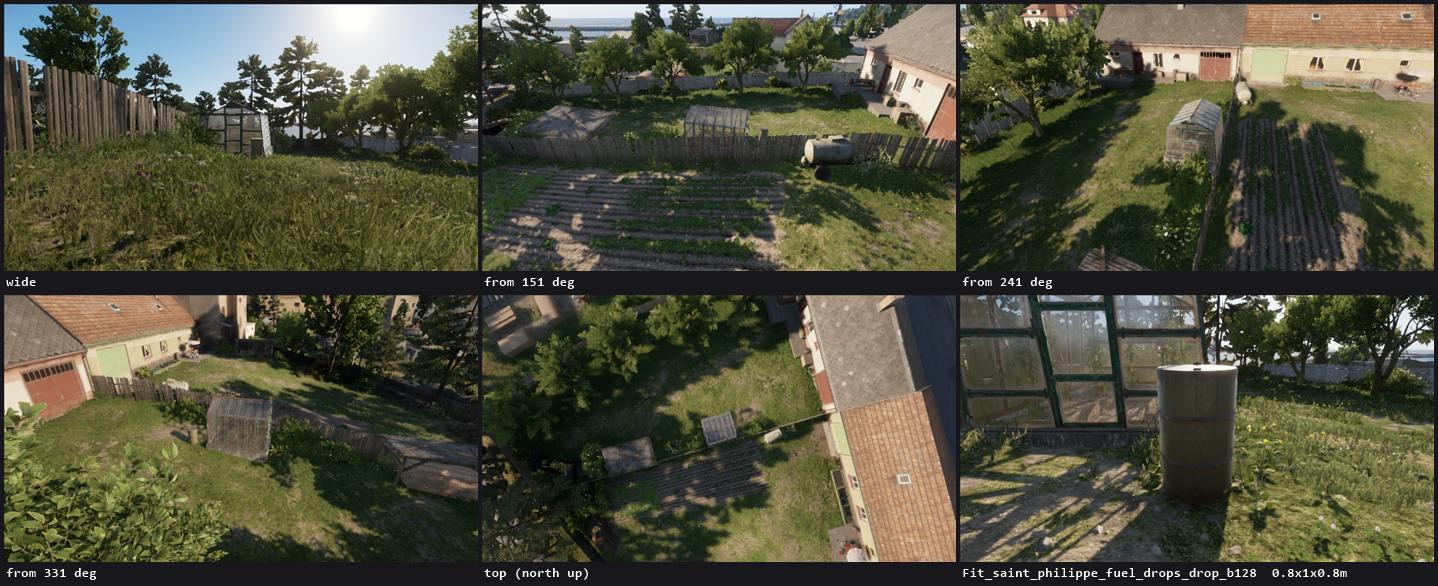 wide
from 151 deg
from 241 deg
from 331 deg
top (north up)
Fit_saint_philippe_fuel_drops_drop_b128  0.8x1x0.8m